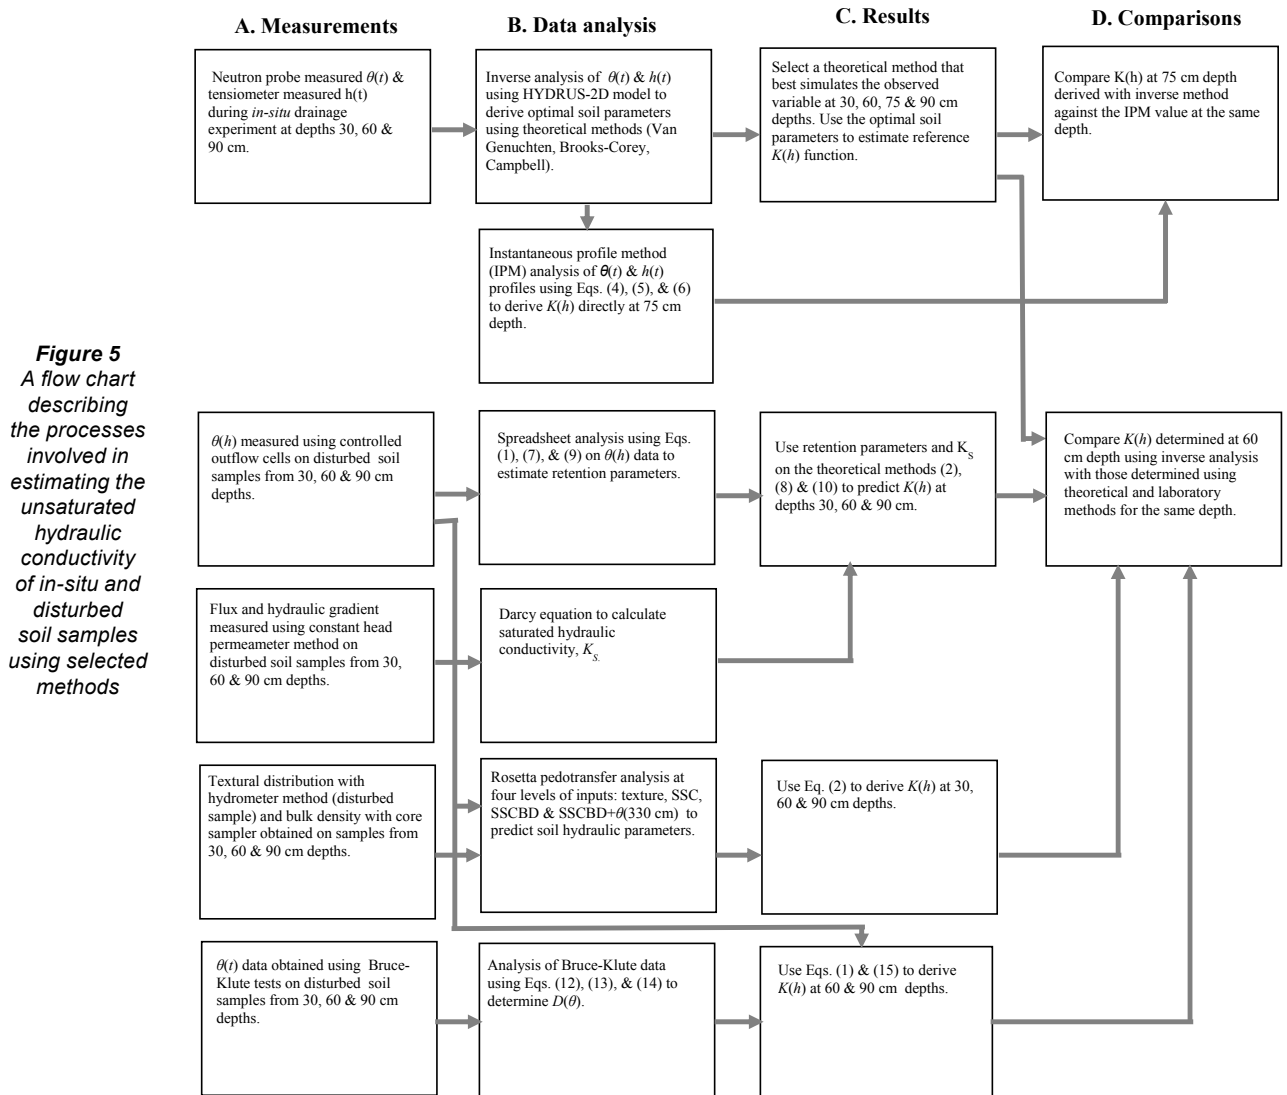 A. Measurements
B. Data analysis
C. Results
D. Comparisons
Neutron probe measured θ(t) &
tensiometer measured h(t)
during in-situ drainage
experiment at depths 30, 60 &
90 cm.
Inverse analysis of θ(t) & h(t)
using HYDRUS-2D model to
derive optimal soil parameters
using theoretical methods (Van
Genuchten, Brooks-Corey,
Campbell).
Select a theoretical method that
best simulates the observed
variable at 30, 60, 75 & 90 cm
depths. Use the optimal soil
parameters to estimate reference
K(h) function.
Compare K(h) at 75 cm depth
derived with inverse method
against the IPM value at the same
depth.
Instantaneous profile method
(IPM) analysis of θ(t) & h(t)
profiles using Eqs. (4), (5), & (6)
to derive K(h) directly at 75 cm
depth.
Figure 5
A flow chart
describing
the processes
involved in
estimating the
unsaturated
hydraulic
conductivity
of in-situ and
disturbed
soil samples
using selected
methods
θ(h) measured using controlled
outflow cells on disturbed soil
samples from 30, 60 & 90 cm
depths.
Spreadsheet analysis using Eqs.
(1), (7), & (9) on θ(h) data to
estimate retention parameters.
Use retention parameters and KS
on the theoretical methods (2),
(8) & (10) to predict K(h) at
depths 30, 60 & 90 cm.
Compare K(h) determined at 60
cm depth using inverse analysis
with those determined using
theoretical and laboratory
methods for the same depth.
Flux and hydraulic gradient
measured using constant head
permeameter method on
disturbed soil samples from 30,
60 & 90 cm depths.
Darcy equation to calculate
saturated hydraulic
conductivity, KS.
Textural distribution with
hydrometer method (disturbed
sample) and bulk density with core
sampler obtained on samples from
30, 60 & 90 cm depths.
Rosetta pedotransfer analysis at
four levels of inputs: texture, SSC,
SSCBD & SSCBD+θ(330 cm) to
predict soil hydraulic parameters.
Use Eq. (2) to derive K(h) at 30,
60 & 90 cm depths.
θ(t) data obtained using Bruce-
Klute tests on disturbed soil
samples from 30, 60 & 90 cm
depths.
Analysis of Bruce-Klute data
using Eqs. (12), (13), & (14) to
determine D(θ).
Use Eqs. (1) & (15) to derive
K(h) at 60 & 90 cm depths.